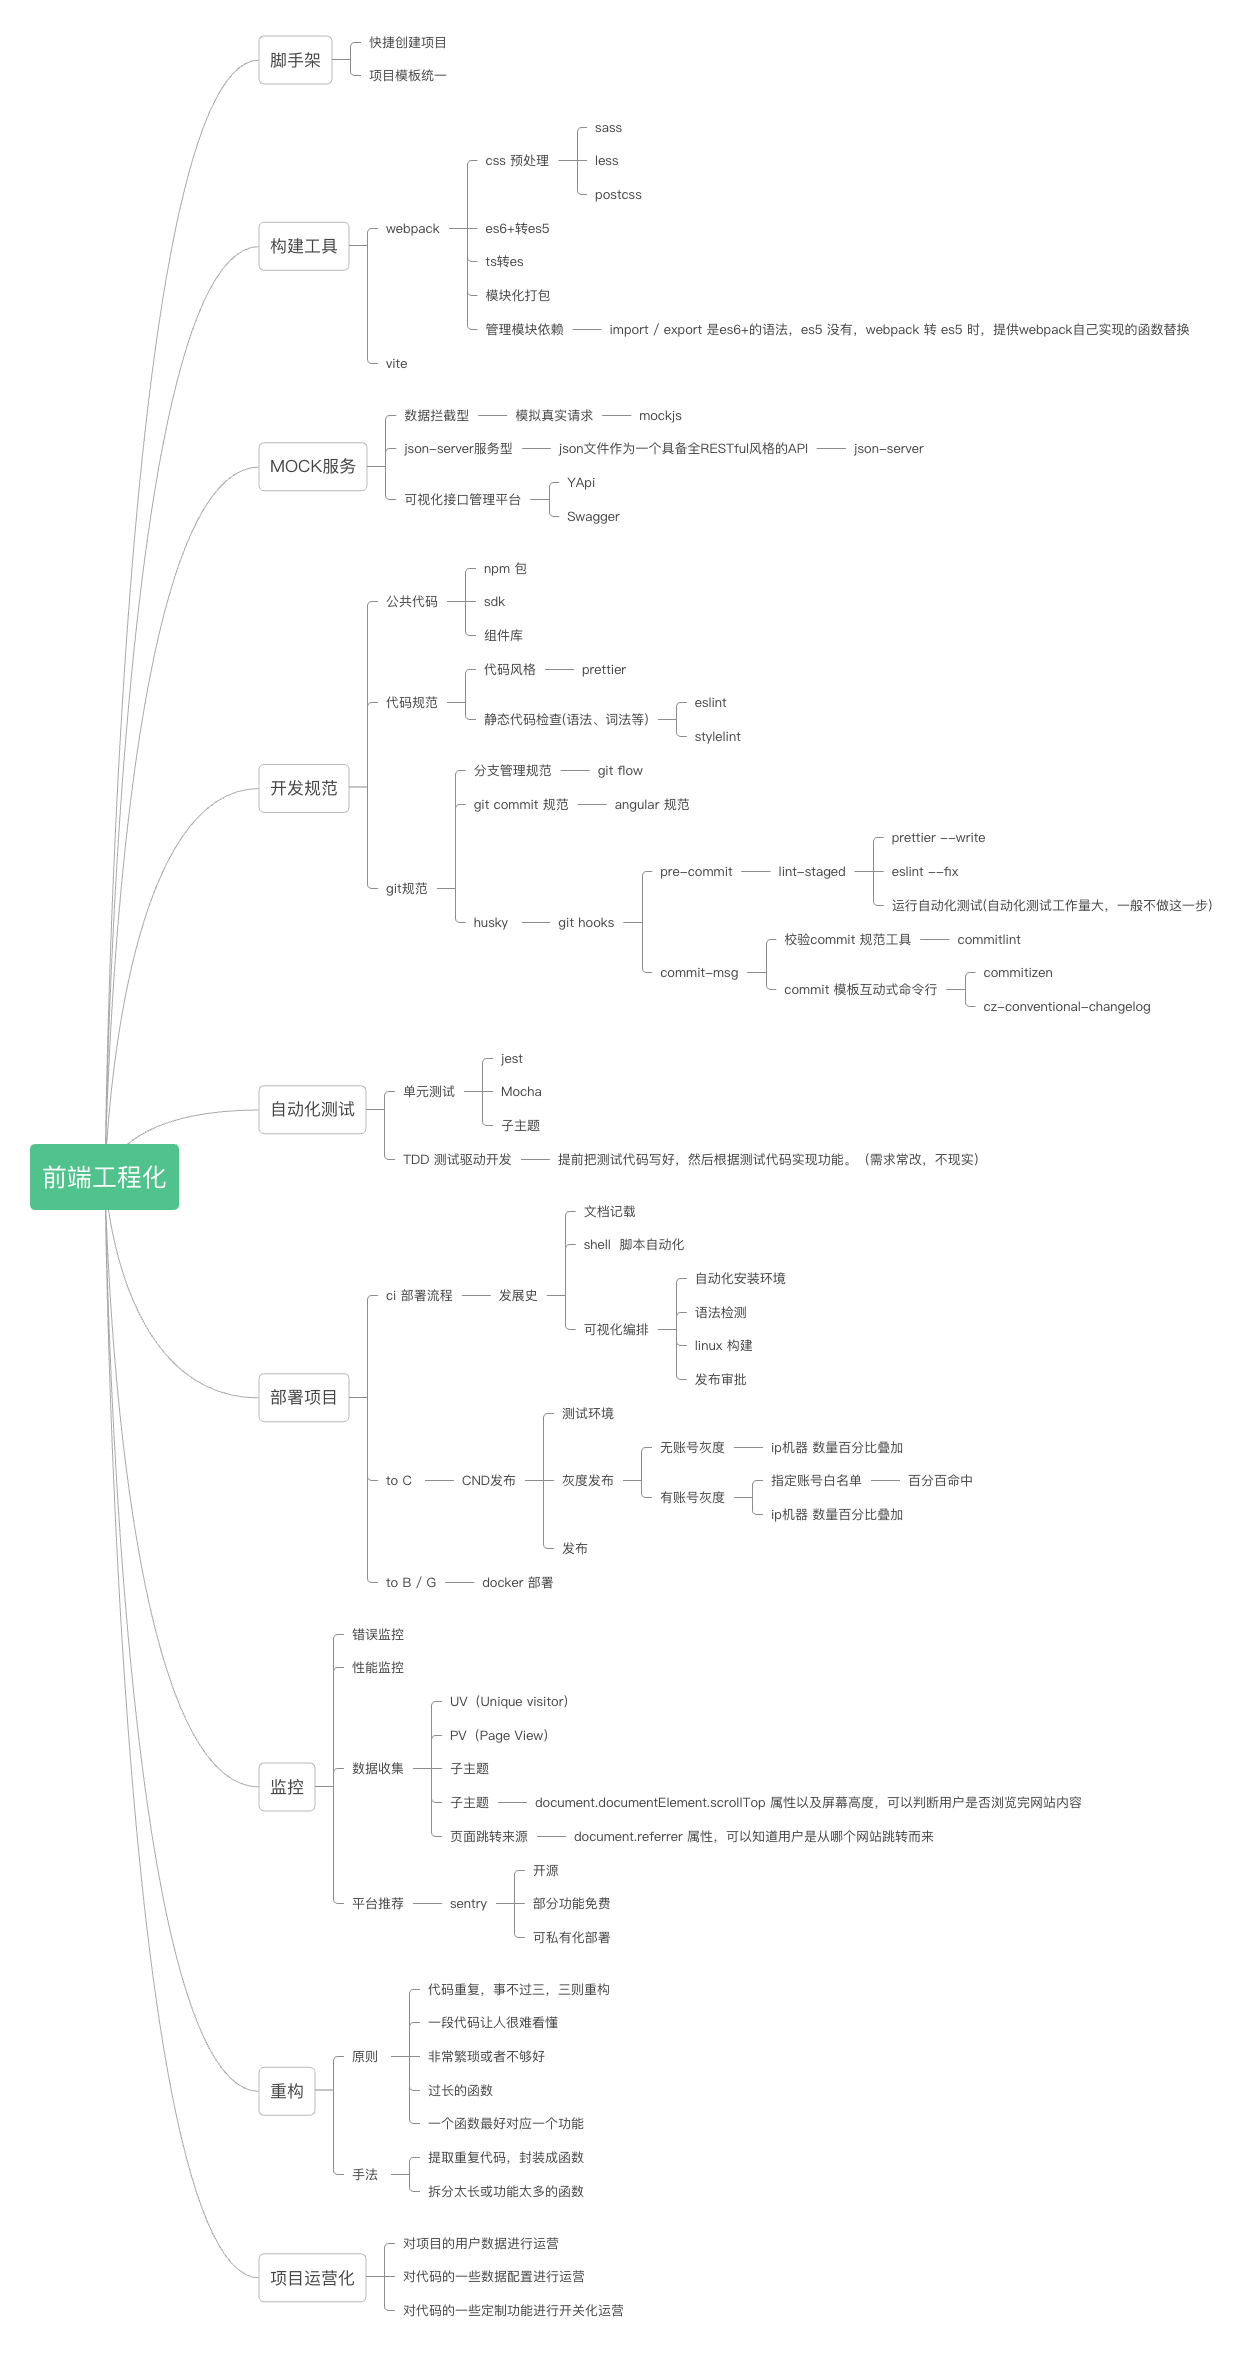 脚手架
快捷创建项目
项目模板统一
构建工具
webpack
css 预处理
sass
less
postcss
es6+转es5
ts转es
模块化打包
管理模块依赖
import / export 是es6+的语法，es5 没有，webpack 转 es5 时，提供webpack自己实现的函数替换
vite
MOCK服务
数据拦截型
模拟真实请求
mockjs
json-server服务型
json文件作为一个具备全RESTful风格的API
json-server
可视化接口管理平台
YApi
Swagger
开发规范
公共代码
npm 包
sdk
组件库
代码规范
代码风格
prettier
静态代码检查(语法、词法等)
eslint
stylelint
git规范
分支管理规范
git flow
git commit 规范
angular 规范
husky
git hooks
pre-commit
lint-staged
prettier --write
eslint --fix
运行自动化测试(自动化测试工作量大，一般不做这一步)
commit-msg
校验commit 规范工具
commitlint
commit 模板互动式命令行
commitizen
cz-conventional-changelog
自动化测试
单元测试
jest
Mocha
子主题
TDD 测试驱动开发
提前把测试代码写好，然后根据测试代码实现功能。（需求常改，不现实）
前端工程化
部署项目
ci 部署流程
发展史
文档记载
shell 脚本自动化
可视化编排
自动化安装环境
语法检测
linux 构建
发布审批
to C
CND发布
测试环境
灰度发布
无账号灰度
ip机器 数量百分比叠加
有账号灰度
指定账号白名单
百分百命中
ip机器 数量百分比叠加
发布
to B / G
docker 部署
监控
错误监控
性能监控
数据收集
UV（Unique visitor）
PV（Page View）
子主题
子主题
document.documentElement.scrollTop 属性以及屏幕高度，可以判断用户是否浏览完网站内容
页面跳转来源
document.referrer 属性，可以知道用户是从哪个网站跳转而来
平台推荐
sentry
开源
部分功能免费
可私有化部署
重构
原则
代码重复，事不过三，三则重构
一段代码让人很难看懂
非常繁琐或者不够好
过长的函数
一个函数最好对应一个功能
手法
提取重复代码，封装成函数
拆分太长或功能太多的函数
项目运营化
对项目的用户数据进行运营
对代码的一些数据配置进行运营
对代码的一些定制功能进行开关化运营